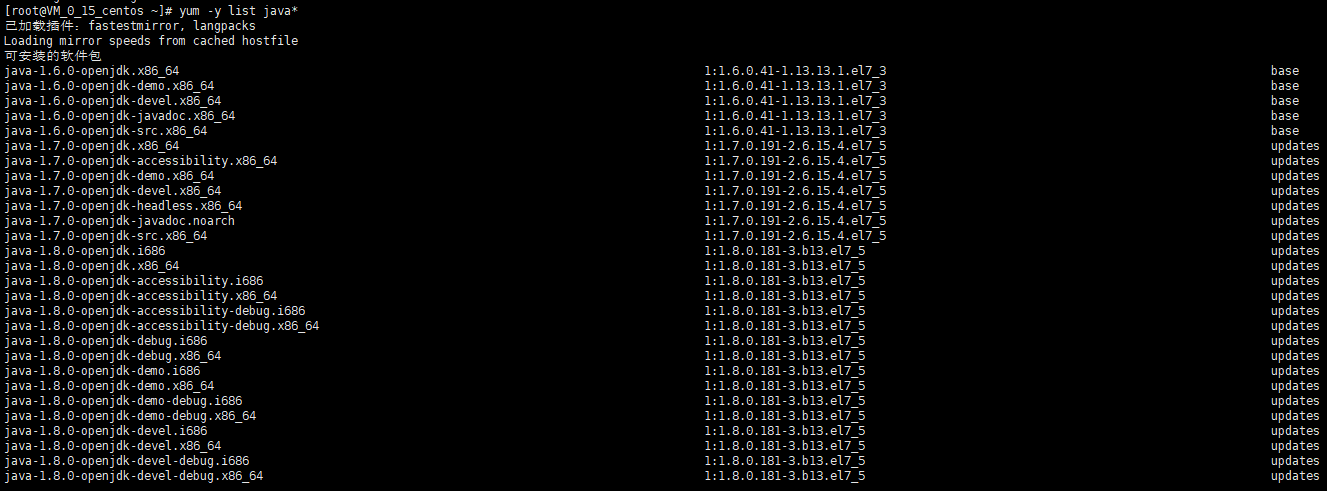 [root@VM_0_15_centos ~]# yum -y list java*
已加载插件：fastestmirror, langpacks
Loading mirror speeds from cached hostfile
可安装的软件包
java-1.6.0-openjdk.x86_64 1:1.6.0.41-1.13.13.1.el7_3 base
java-1.6.0-openjdk-demo.x86_64 1:1.6.0.41-1.13.13.1.el7_3 base
java-1.6.0-openjdk-devel.x86_64 1:1.6.0.41-1.13.13.1.el7_3 base
java-1.6.0-openjdk-javadoc.x86_64 1:1.6.0.41-1.13.13.1.el7_3 base
java-1.6.0-openjdk-src.x86_64 1:1.6.0.41-1.13.13.1.el7_3 base
java-1.7.0-openjdk.x86_64 1:1.7.0.191-2.6.15.4.el7_5 updates
java-1.7.0-openjdk-accessibility.x86_64 1:1.7.0.191-2.6.15.4.el7_5 updates
java-1.7.0-openjdk-demo.x86_64 1:1.7.0.191-2.6.15.4.el7_5 updates
java-1.7.0-openjdk-devel.x86_64 1:1.7.0.191-2.6.15.4.el7_5 updates
java-1.7.0-openjdk-headless.x86_64 1:1.7.0.191-2.6.15.4.el7_5 updates
java-1.7.0-openjdk-javadoc.noarch 1:1.7.0.191-2.6.15.4.el7_5 updates
java-1.7.0-openjdk-src.x86_64 1:1.7.0.191-2.6.15.4.el7_5 updates
java-1.8.0-openjdk.i686 1:1.8.0.181-3.b13.el7_5 updates
java-1.8.0-openjdk.x86_64 1:1.8.0.181-3.b13.el7_5 updates
java-1.8.0-openjdk-accessibility.i686 1:1.8.0.181-3.b13.el7_5 updates
java-1.8.0-openjdk-accessibility.x86_64 1:1.8.0.181-3.b13.el7_5 updates
java-1.8.0-openjdk-accessibility-debug.i686 1:1.8.0.181-3.b13.el7_5 updates
java-1.8.0-openjdk-accessibility-debug.x86_64 1:1.8.0.181-3.b13.el7_5 updates
java-1.8.0-openjdk-debug.i686 1:1.8.0.181-3.b13.el7_5 updates
java-1.8.0-openjdk-debug.x86_64 1:1.8.0.181-3.b13.el7_5 updates
java-1.8.0-openjdk-demo.i686 1:1.8.0.181-3.b13.el7_5 updates
java-1.8.0-openjdk-demo.x86_64 1:1.8.0.181-3.b13.el7_5 updates
java-1.8.0-openjdk-demo-debug.i686 1:1.8.0.181-3.b13.el7_5 updates
java-1.8.0-openjdk-demo-debug.x86_64 1:1.8.0.181-3.b13.el7_5 updates
java-1.8.0-openjdk-devel.i686 1:1.8.0.181-3.b13.el7_5 updates
java-1.8.0-openjdk-devel.x86_64 1:1.8.0.181-3.b13.el7_5 updates
java-1.8.0-openjdk-devel-debug.i686 1:1.8.0.181-3.b13.el7_5 updates
java-1.8.0-openjdk-devel-debug.x86_64 1:1.8.0.181-3.b13.el7_5 updates